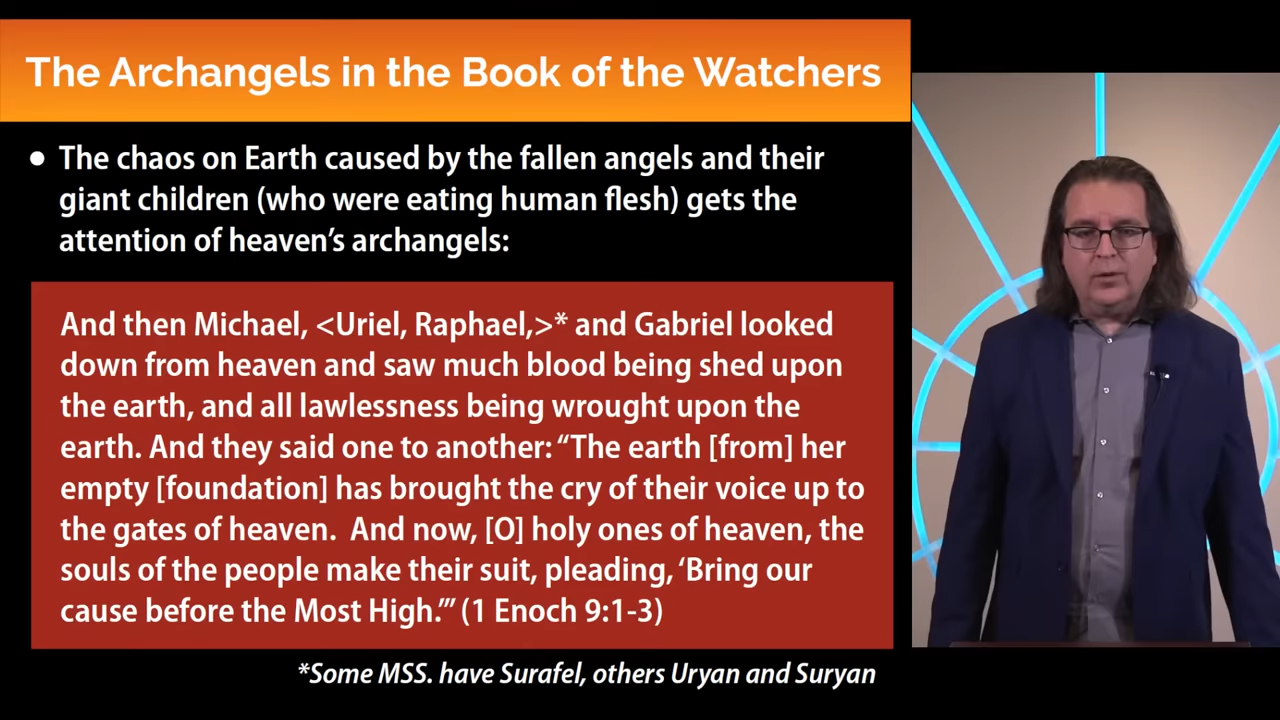 The Archangels in the Book of the Watchers
● The chaos on Earth caused by the fallen angels and their
giant children (who were eating human flesh) gets the
attention of heaven’s archangels:
And then Michael, <Uriel, Raphael,>* and Gabriel looked
down from heaven and saw much blood being shed upon
the earth, and all lawlessness being wrought upon the
earth. And they said one to another: “The earth [from] her
empty [foundation] has brought the cry of their voice up to
the gates of heaven.  And now, [O] holy ones of heaven, the
souls of the people make their suit, pleading, ‘Bring our
cause before the Most High.’” (1 Enoch 9:1-3)
*Some MSS. have Surafel, others Uryan and Suryan